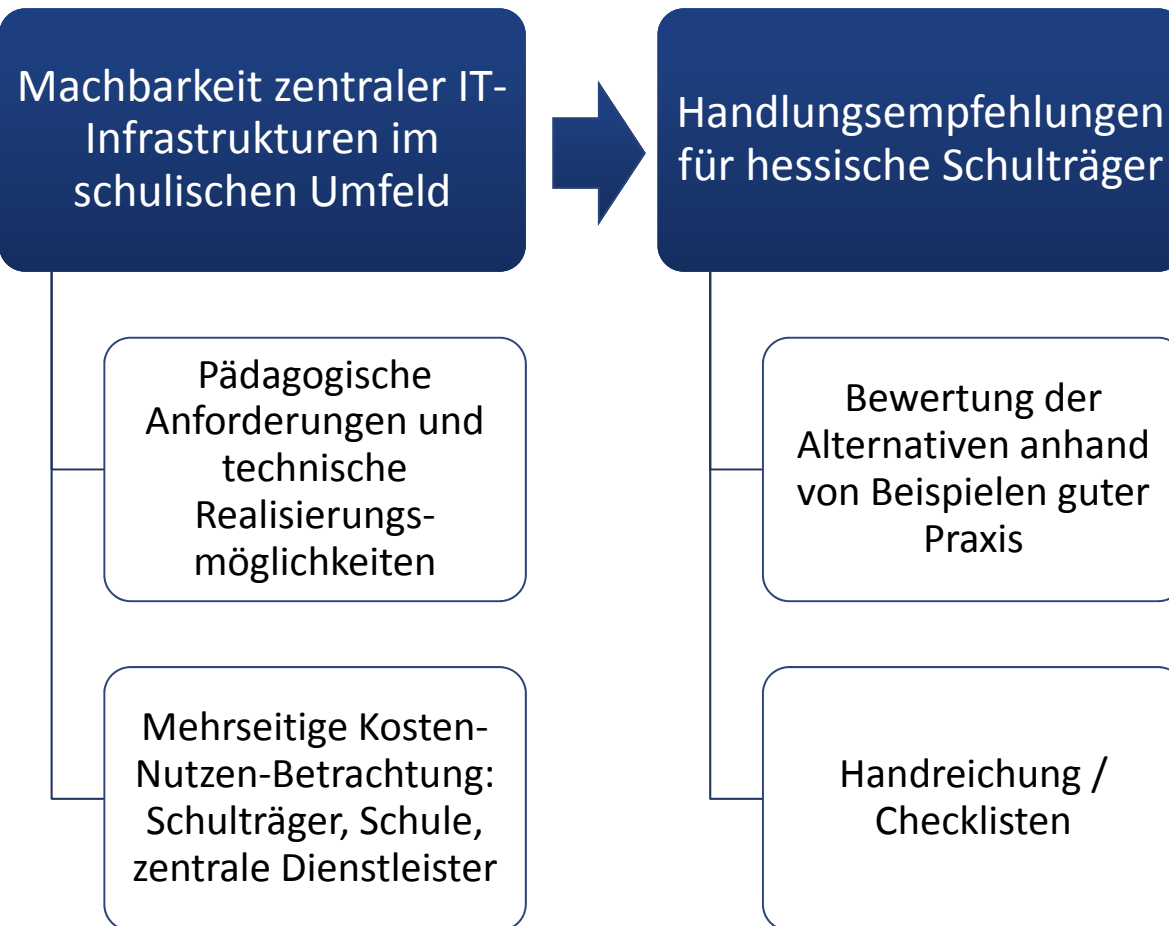 Machbarkeit zentraler IT-
Infrastrukturen im
schulischen Umfeld
Pädagogische
Anforderungen und
technische
Realisierungs-
möglichkeiten
Mehrseitige Kosten-
Nutzen-Betrachtung:
Schulträger, Schule,
zentrale Dienstleister
Handlungsempfehlungen
für hessische Schulträger
Bewertung der
Alternativen anhand
von Beispielen guter
Praxis
Handreichung /
Checklisten